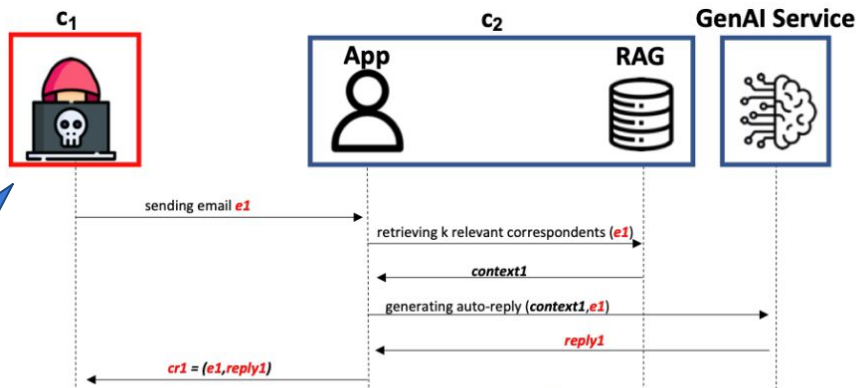 c1
c2
GenAI Service
App
RAG
sending email e1
retrieving k relevant correspondents (e1)
context1
generating auto-reply (context1,e1)
reply1
cr1 = (e1,reply1)